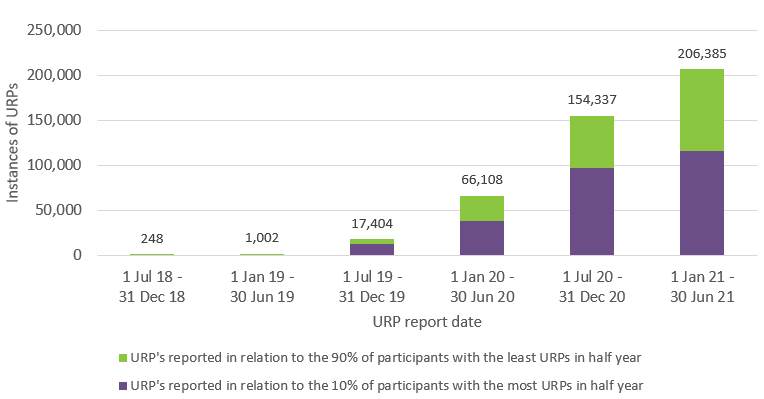 250,000
200,000
150,000
100,000
50,000
0
Instances of URPs
248
1,002
17,404
66,108
154,337
206,385
1 Jul 18 -
31 Dec 18
1 Jan 19 -
30 Jun 19
1 Jul 19 -
31 Dec 19
1 Jan 20 -
30 Jun 20
1 Jul 20 -
31 Dec 20
1 Jan 21 -
30 Jun 21
URP report date
URP's reported in relation to the 90% of participants with the least URPs in half year
URP's reported in relation to the 10% of participants with the most URPs in half year